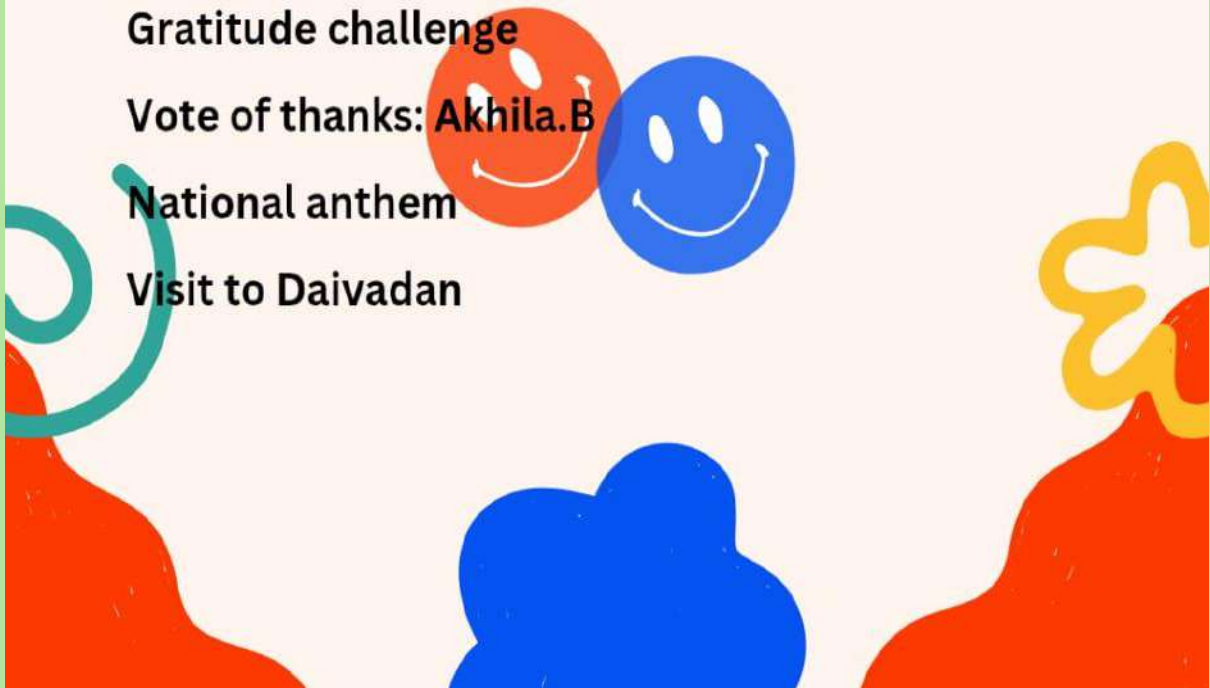 Gratitude challenge
Vote of thanks: Akhila.B
National anthem
Visit to Daivadan